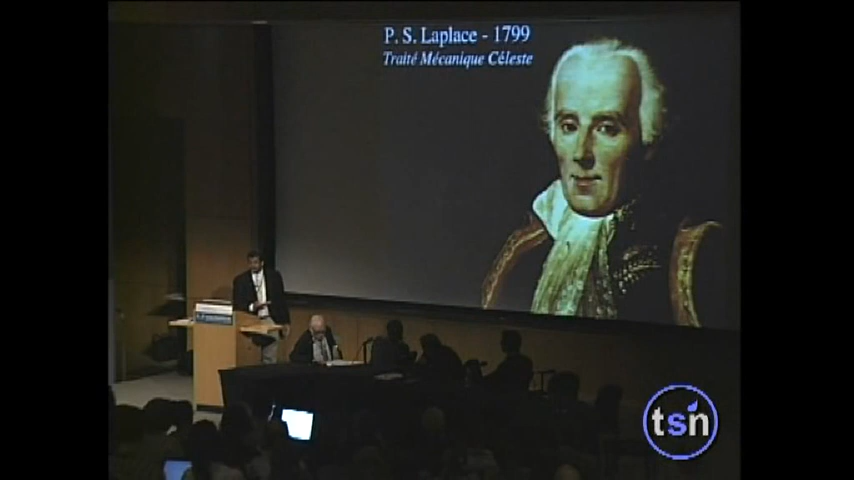 P. S. Laplace - 1799
Traité Mécanique Céleste
tsn